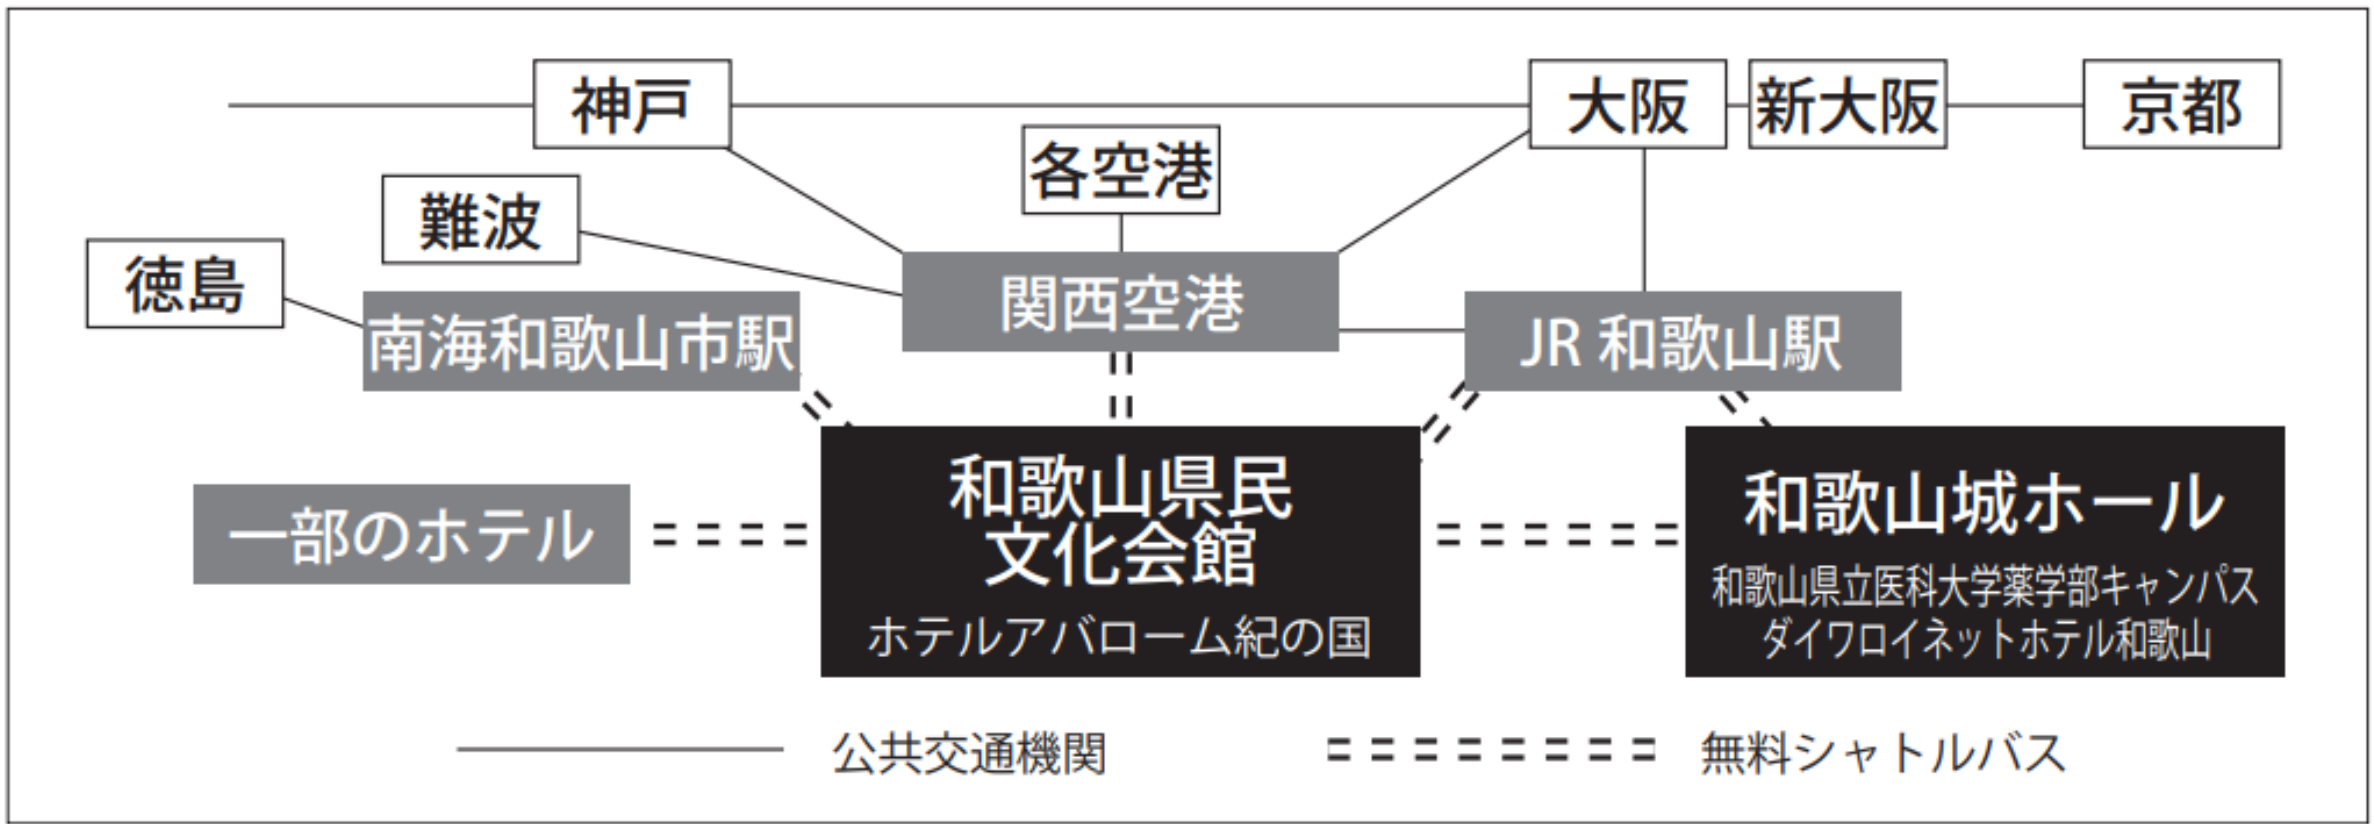 神戸
大阪
新大阪
京都
各空港
難波
徳島
関西空港
南海和歌山市駅
JR 和歌山駅
一部のホテル
和歌山県民
文化会館
ホテルアバローム紀の国
和歌山城ホール
和歌山県立医科大学薬学部キャンパス
ダイワロイネットホテル和歌山
公共交通機関
無料シャトルバス